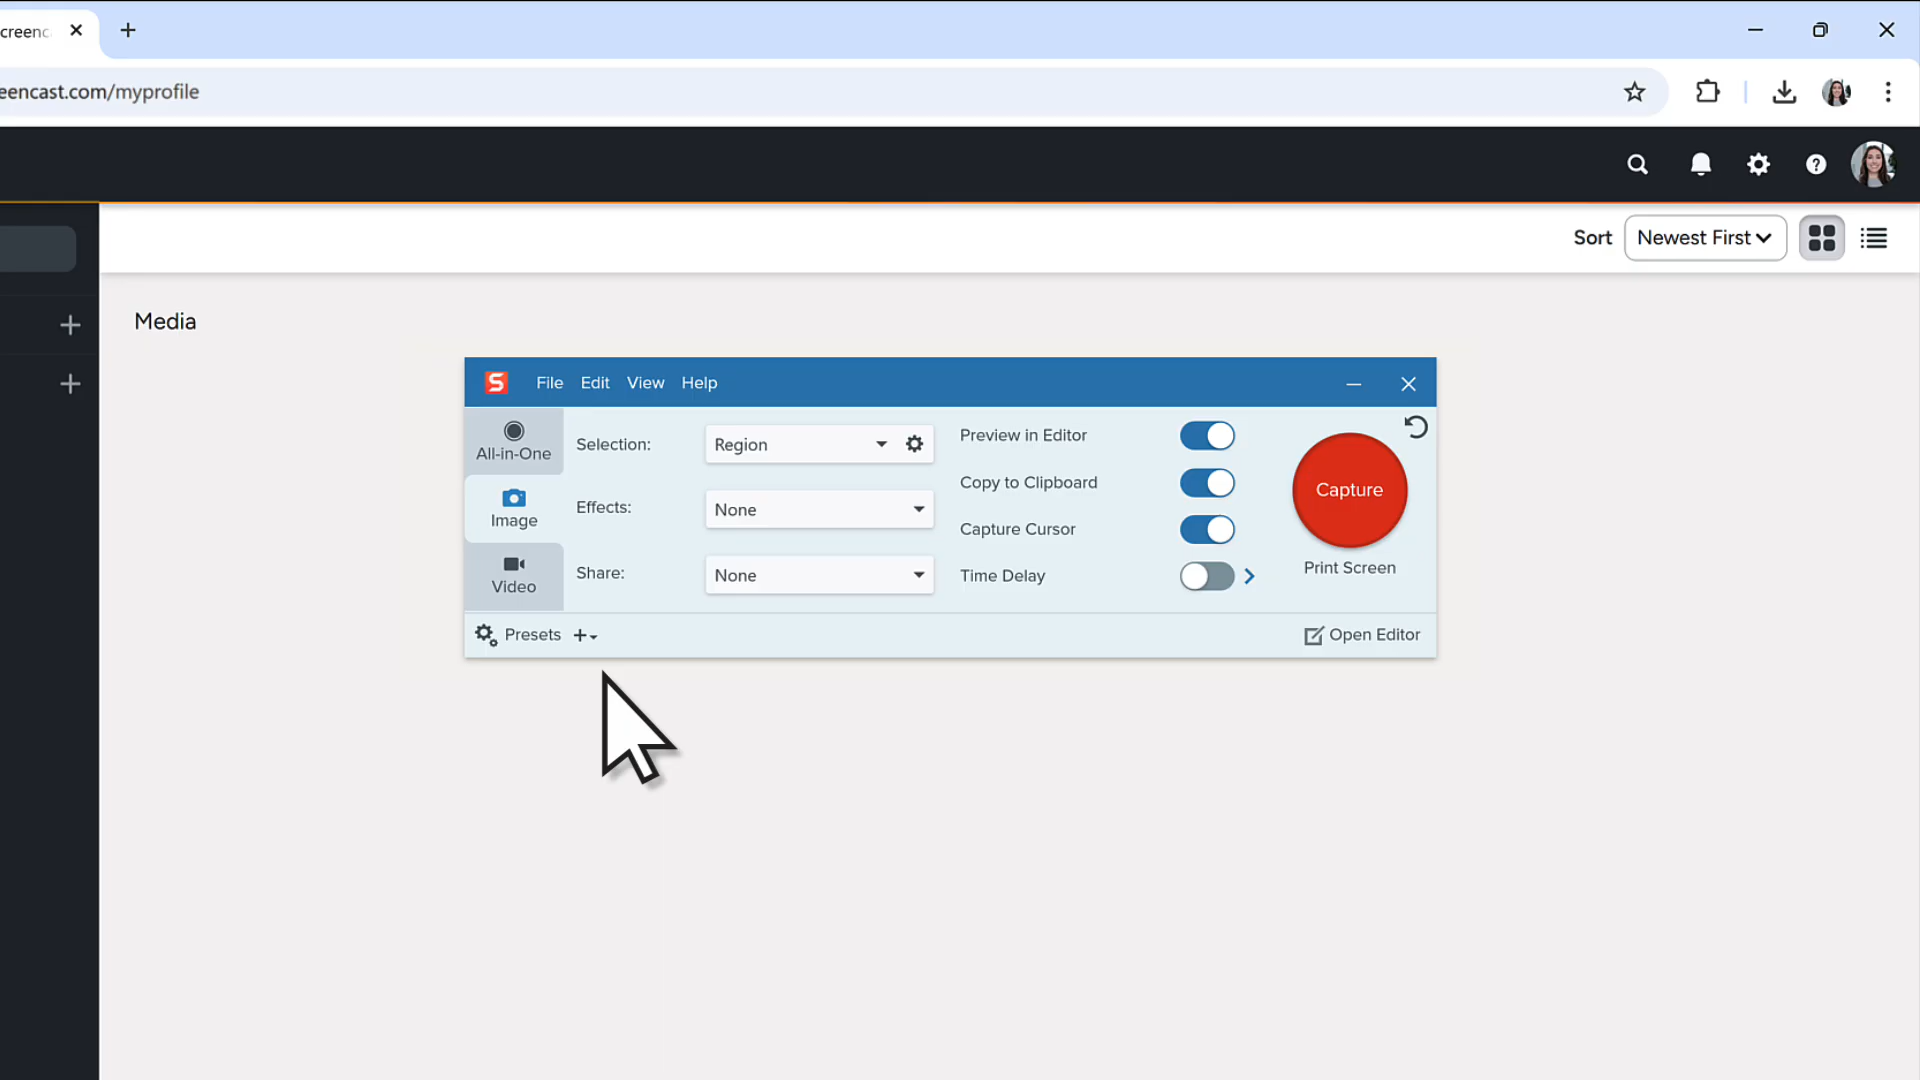 creenc
eencast.com/myprofile
Sort
Newest First
Media
S
File Edit View Help
All-in-One
Image
Video
Selection:
Region
Effects:
None
Share:
None
Preview in Editor
Copy to Clipboard
Capture Cursor
Time Delay
Capture
Print Screen
Presets
Open Editor